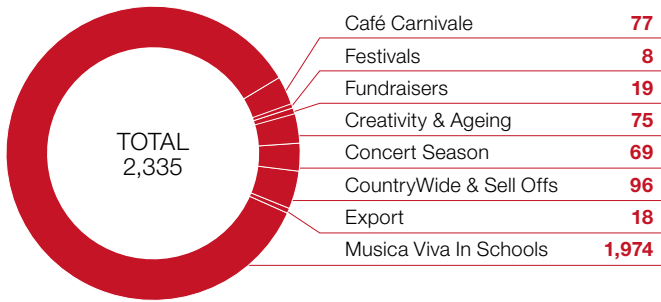 TOTAL
2,335
Café Carnivale 77
Festivals 8
Fundraisers 19
Creativity & Ageing 75
Concert Season 69
CountryWide & Sell Offs 96
Export 18
Musica Viva In Schools 1,974